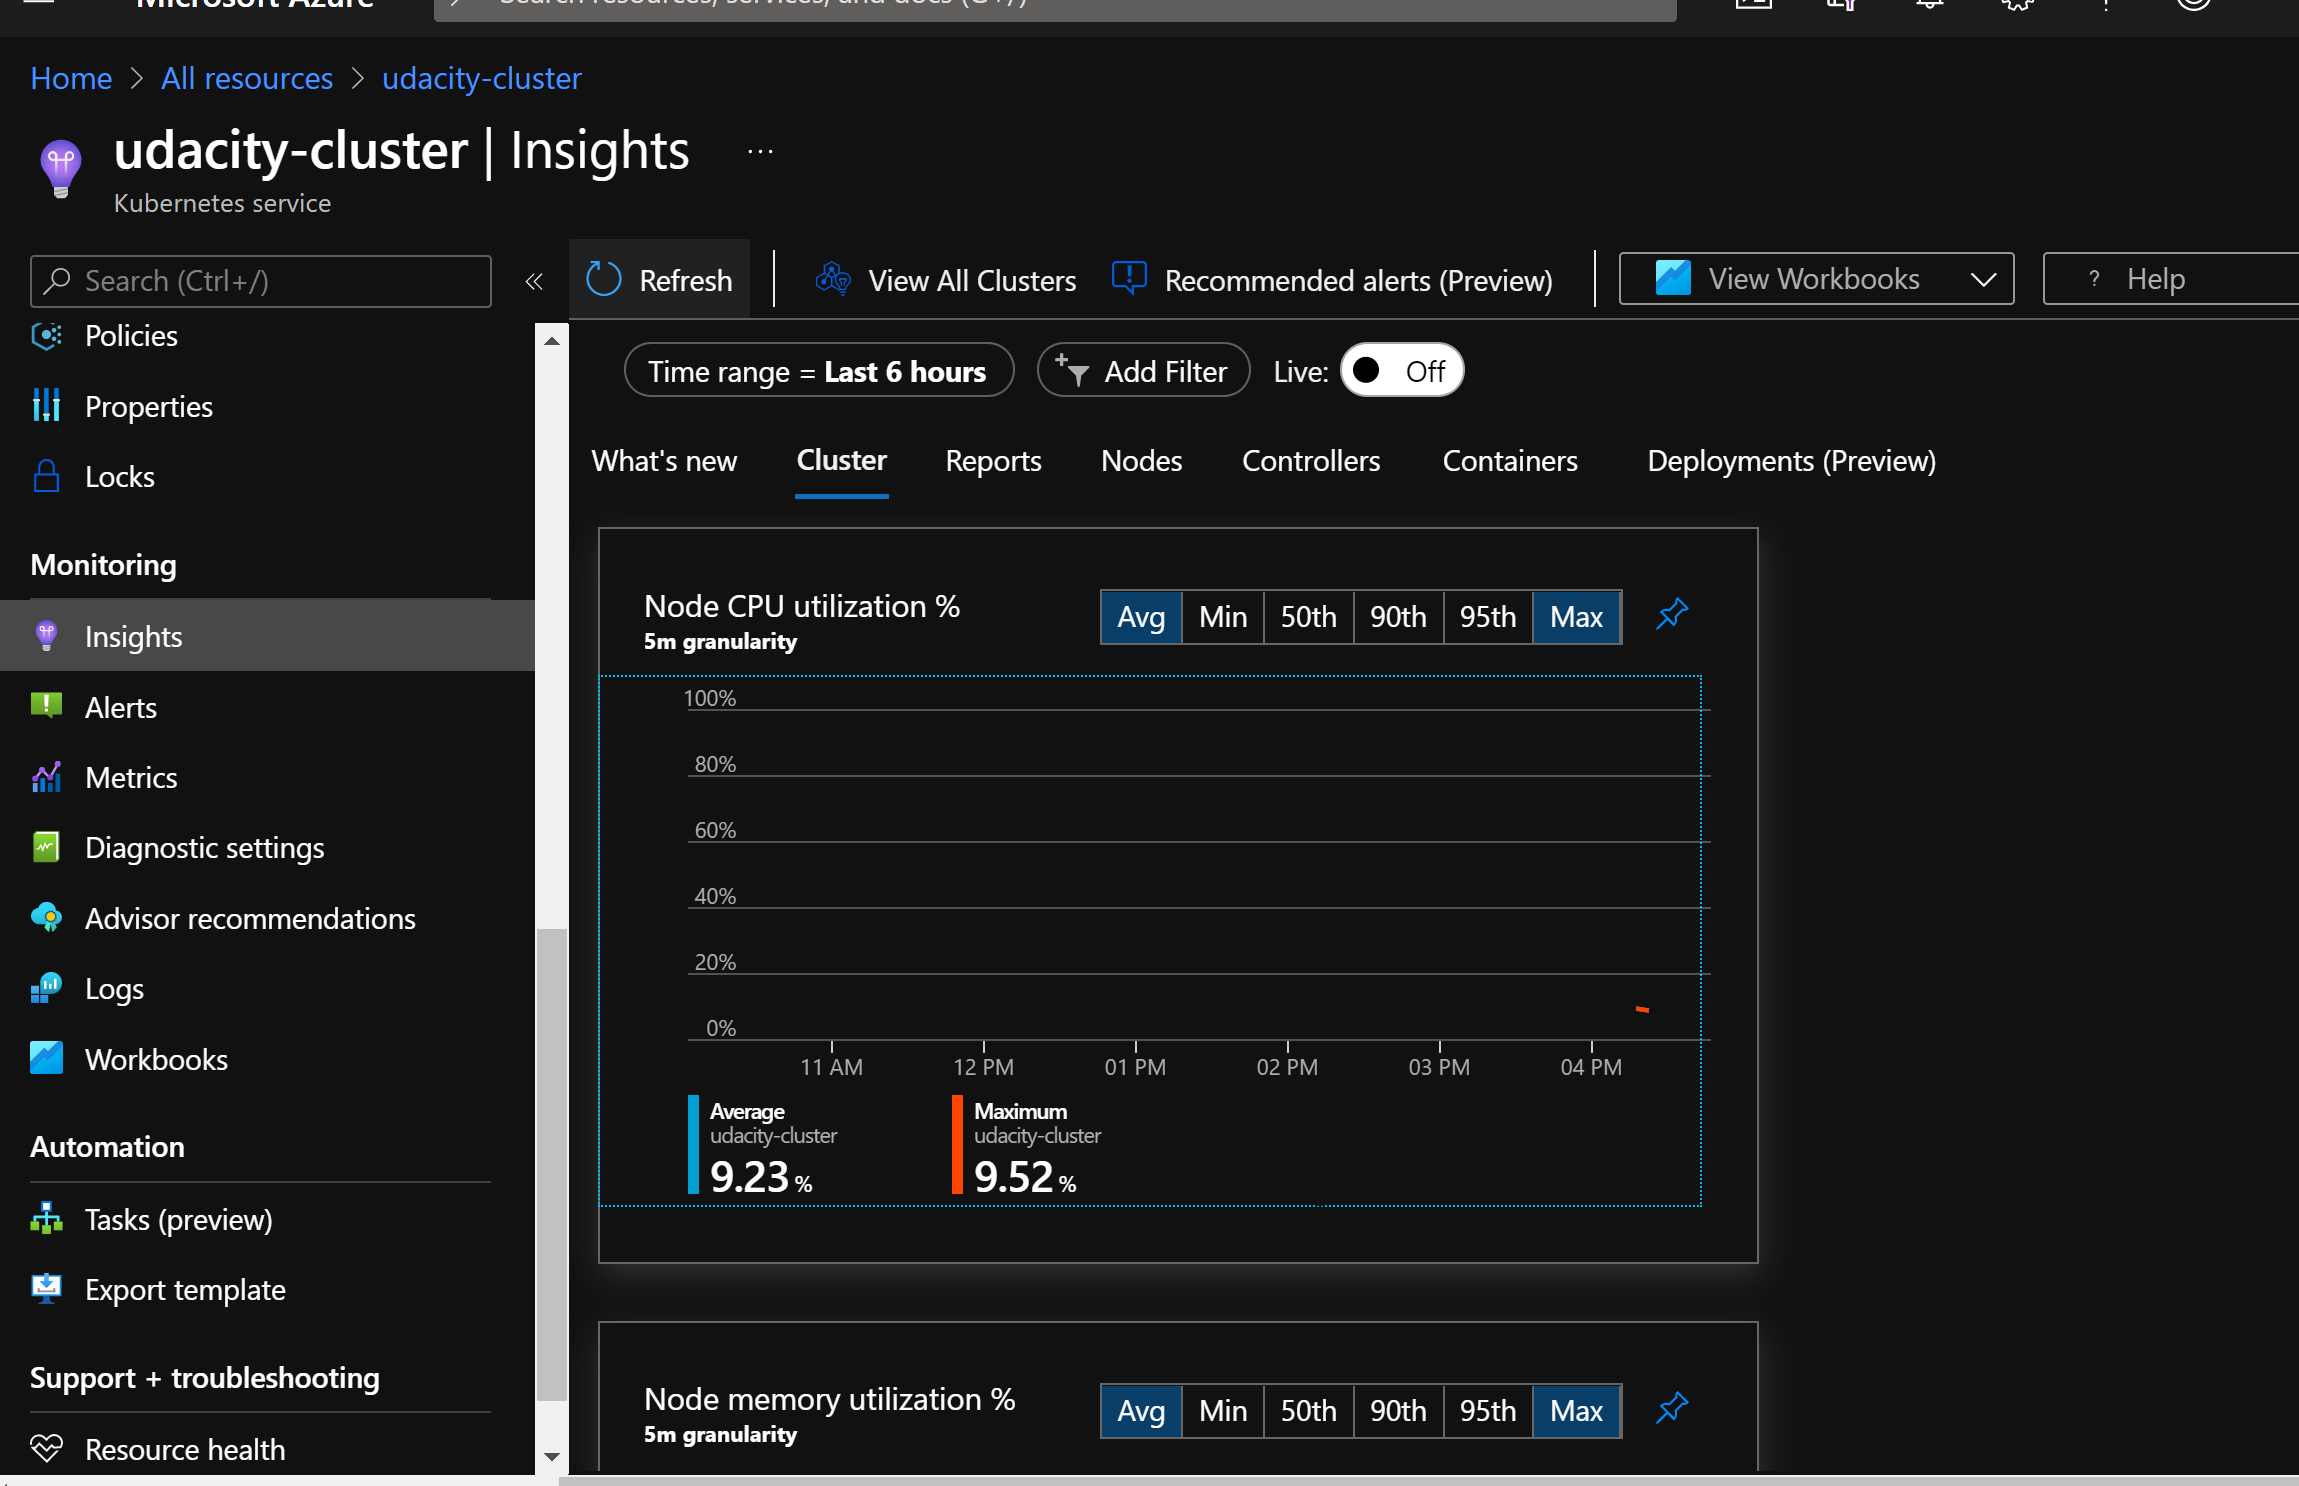 Microsoft Azure
Search resources, services, and docs (G+/)
Home > All resources > udacity-cluster
udacity-cluster | Insights ...
Kubernetes service
Search (Ctrl+/)
«
Refresh
View All Clusters
Recommended alerts (Preview)
View Workbooks
? Help
Policies
Properties
Locks
Monitoring
Insights
Alerts
Metrics
Diagnostic settings
Advisor recommendations
Logs
Workbooks
Automation
Tasks (preview)
Export template
Support + troubleshooting
Resource health
Time range = Last 6 hours
Add Filter
Live: Off
What's new
Cluster
Reports
Nodes
Controllers
Containers
Deployments (Preview)
Node CPU utilization %
5m granularity
Avg Min 50th 90th 95th Max
100%
80%
60%
40%
20%
0%
11 AM 12 PM 01 PM 02 PM 03 PM 04 PM
Average
udacity-cluster
9.23 %
Maximum
udacity-cluster
9.52 %
Node memory utilization %
5m granularity
Avg Min 50th 90th 95th Max